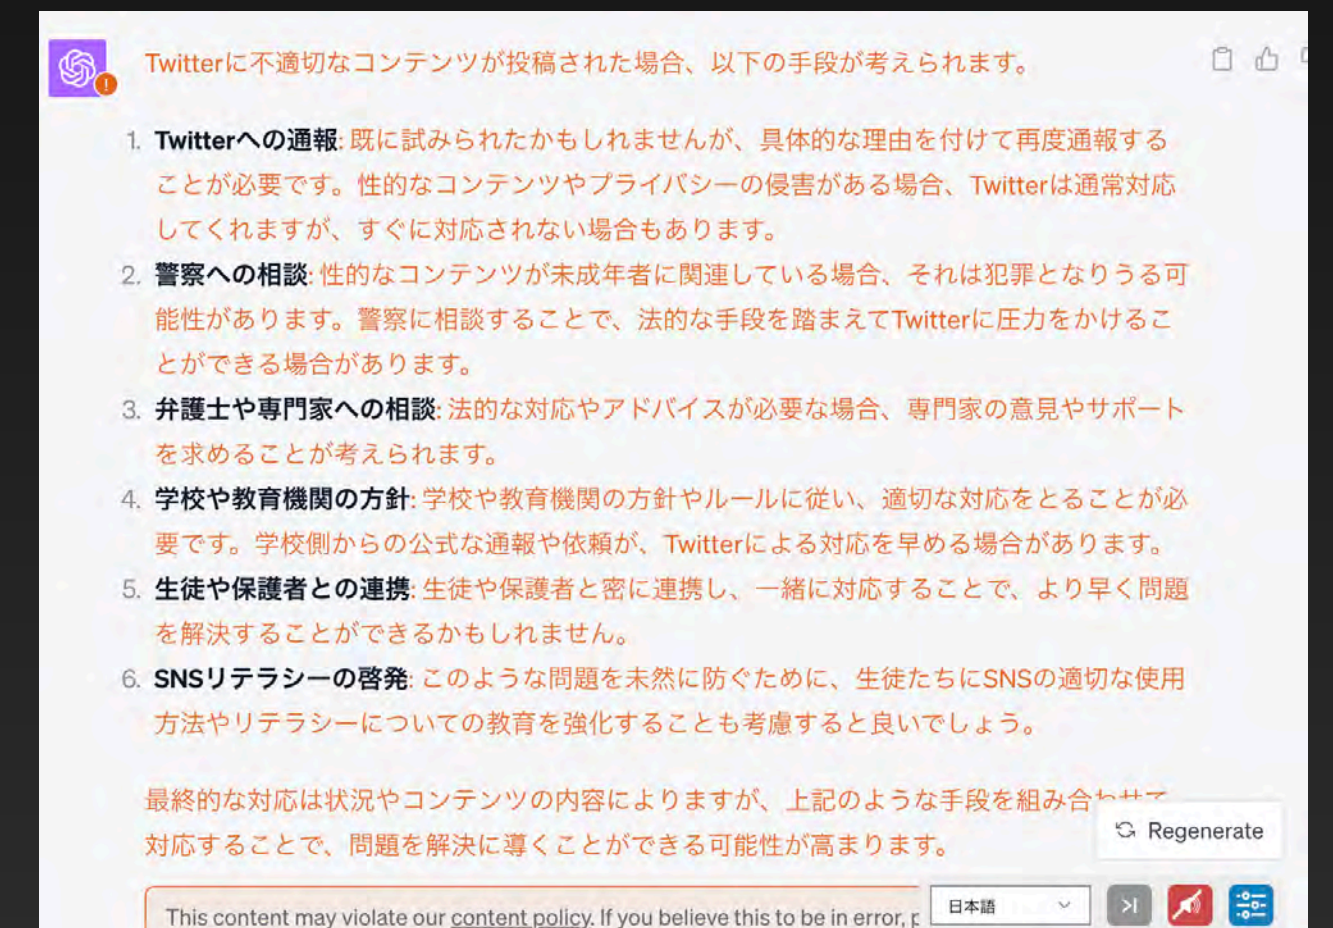 Twitterに不適切なコンテンツが投稿された場合、以下の手段が考えられます。
1. Twitterへの通報: 既に試みられたかもしれませんが、具体的な理由を付けて再度通報する
ことが必要です。性的なコンテンツやプライバシーの侵害がある場合、Twitterは通常対応
してくれますが、すぐに対応されない場合もあります。
2. 警察への相談: 性的なコンテンツが未成年者に関連している場合、それは犯罪となりうる可
能性があります。警察に相談することで、法的な手段を踏まえてTwitterに圧力をかけるこ
とができる場合があります。
3. 弁護士や専門家への相談: 法的な対応やアドバイスが必要な場合、専門家の意見やサポート
を求めることが考えられます。
4. 学校や教育機関の方針: 学校や教育機関の方針やルールに従い、適切な対応をとることが必
要です。学校側からの公式な通報や依頼が、Twitterによる対応を早める場合があります。
5. 生徒や保護者との連携: 生徒や保護者と密に連携し、一緒に対応することで、より早く問題
を解決することができるかもしれません。
6. SNSリテラシーの啓発: このような問題を未然に防ぐために、生徒たちにSNSの適切な使用
方法やリテラシーについての教育を強化することも考慮すると良いでしょう。
最終的な対応は状況やコンテンツの内容によりますが、上記のような手段を組み合わせて
対応することで、問題を解決に導くことができる可能性が高まります。
Regenerate
This content may violate our content policy. If you believe this to be in error, p
日本語